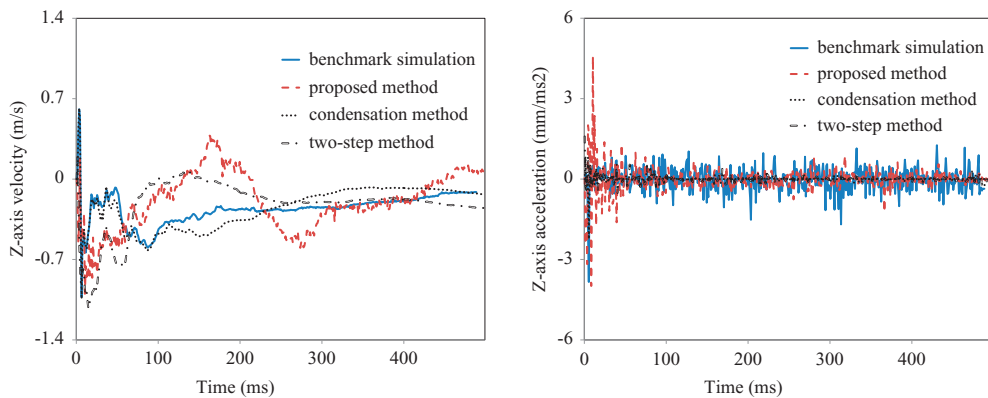 1.4
0.7
0
-0.7
-1.4
Z-axis velocity (m/s)
benchmark simulation
proposed method
condensation method
two-step method
0
100
200
300
400
Time (ms)
6
3
0
-3
-6
Z-axis acceleration (mm/ms2)
benchmark simulation
proposed method
condensation method
two-step method
0
100
200
300
400
Time (ms)